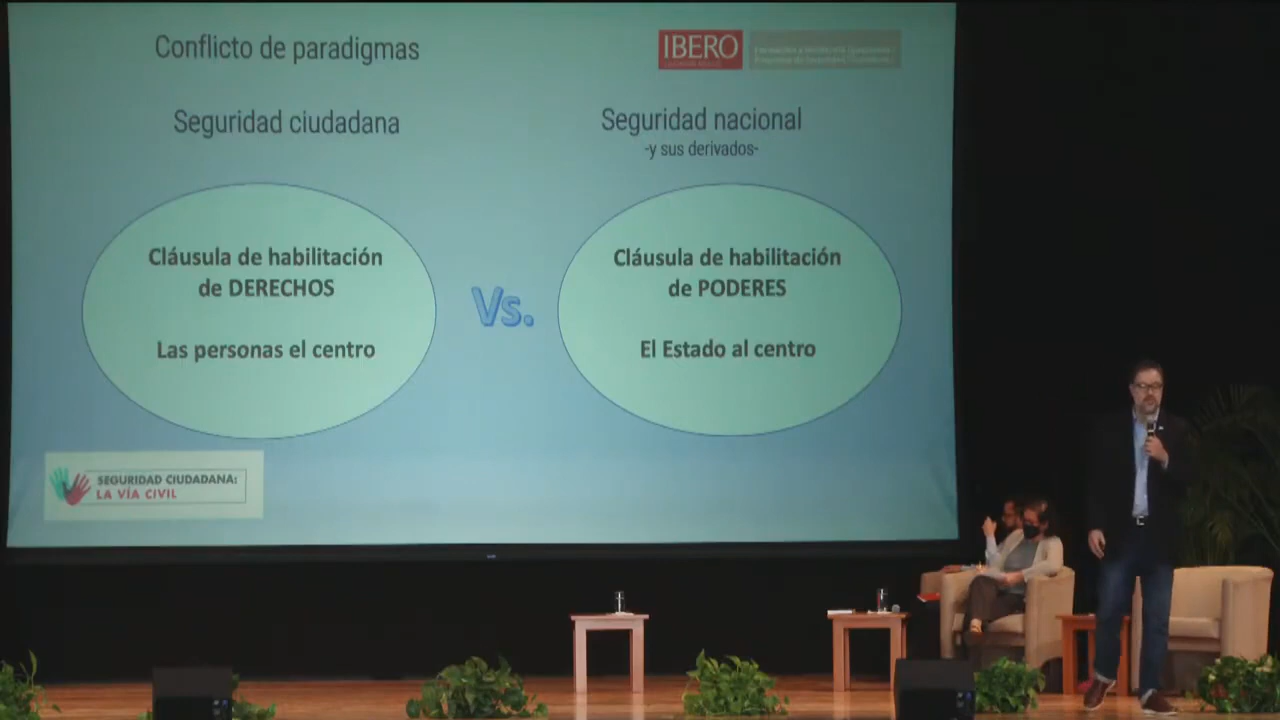 Conflicto de paradigmas
IBERO
Seguridad ciudadana
Seguridad nacional
-y sus derivados-
Cláusula de habilitación
de DERECHOS
Las personas el centro
Vs.
Cláusula de habilitación
de PODERES
El Estado al centro
SEGURIDAD CIUDADANA:
LA VÍA CIVIL